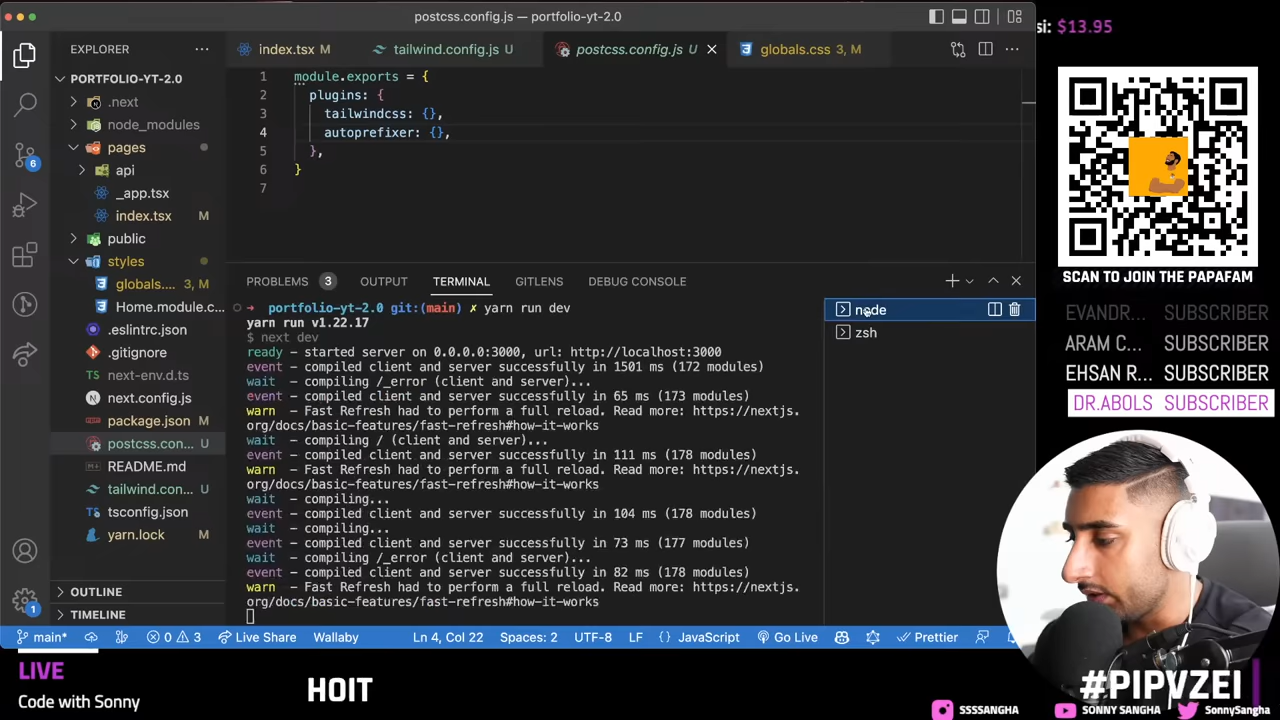 postcss.config.js — portfolio-yt-2.0
EXPLORER
index.tsx M
tailwind.config.js U
postcss.config.js U
globals.css 3, M
PORTFOLIO-YT-2.0
.next
node_modules
pages
api
_app.tsx
index.tsx M
public
styles
globals.... 3, M
Home.module.c...
.eslintrc.json
.gitignore
next-env.d.ts
next.config.js
package.json M
postcss.con... U
README.md
tailwind.con... U
tsconfig.json
yarn.lock M
OUTLINE
TIMELINE
6
1
1 module.exports = {
2 plugins: {
3 tailwindcss: {},
4 autoprefixer: {},
5 },
6 }
7
PROBLEMS 3 OUTPUT TERMINAL GITLENS DEBUG CONSOLE
→ portfolio-yt-2.0 git:(main) ✗ yarn run dev
yarn run v1.22.17
$ next dev
ready - started server on 0.0.0.0:3000, url: http://localhost:3000
event - compiled client and server successfully in 1501 ms (172 modules)
wait - compiling /_error (client and server)...
event - compiled client and server successfully in 65 ms (173 modules)
warn - Fast Refresh had to perform a full reload. Read more: https://nextjs.
org/docs/basic-features/fast-refresh#how-it-works
wait - compiling / (client and server)...
event - compiled client and server successfully in 111 ms (178 modules)
warn - Fast Refresh had to perform a full reload. Read more: https://nextjs.
org/docs/basic-features/fast-refresh#how-it-works
wait - compiling...
event - compiled client and server successfully in 104 ms (178 modules)
wait - compiling...
event - compiled client and server successfully in 73 ms (177 modules)
wait - compiling /_error (client and server)...
event - compiled client and server successfully in 82 ms (178 modules)
warn - Fast Refresh had to perform a full reload. Read more: https://nextjs.
org/docs/basic-features/fast-refresh#how-it-works
node
zsh
main* 0 3 Live Share Wallaby Ln 4, Col 22 Spaces: 2 UTF-8 LF {} JavaScript Go Live Prettier
si: $13.95
SCAN TO JOIN THE PAPAFAM
EVANDR... SUBSCRIBER
ARAM C... SUBSCRIBER
EHSAN R... SUBSCRIBER
DR.ABOLS SUBSCRIBER
LIVE
Code with Sonny
HOIT
#PIPVZEI
SSSSANGHA
SONNY SANGHA
SonnySangha